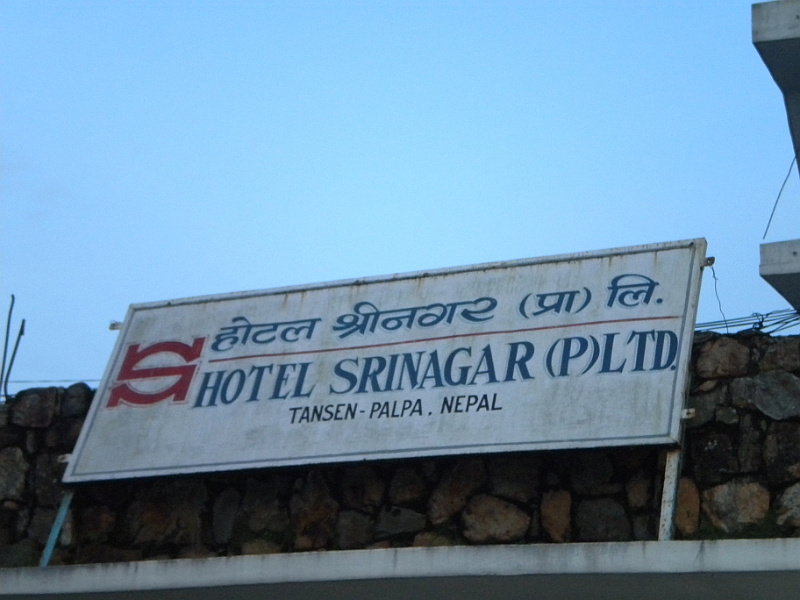 होटल श्रीनगर (प्रा) लि.
HOTEL SRINAGAR (P) LTD.
TANSEN - PALPA . NEPAL